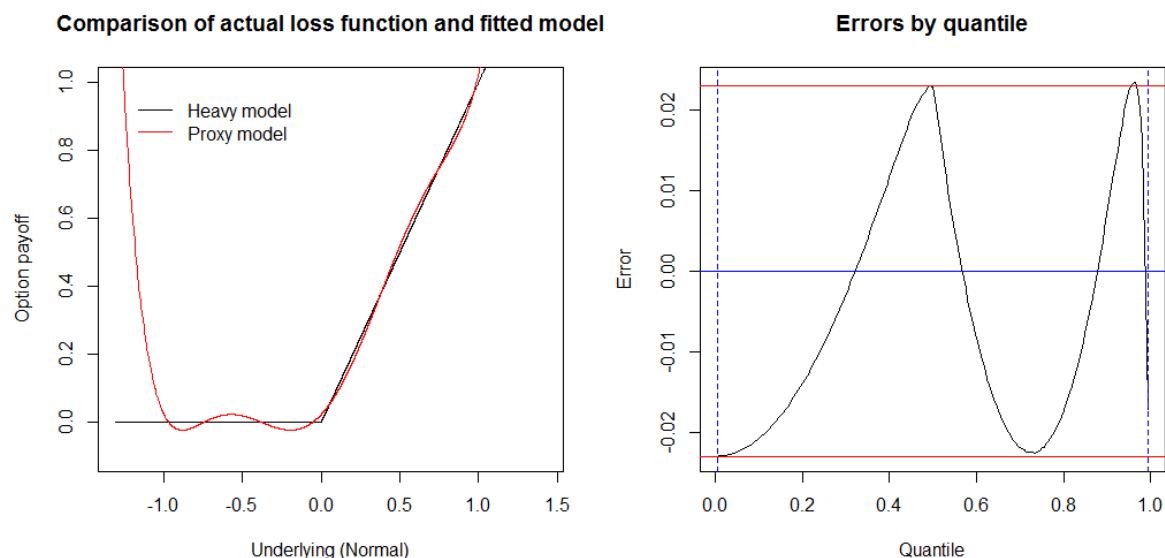 Comparison of actual loss function and fitted model
Option payoff
1.0
0.8
0.6
0.4
0.2
0.0
Heavy model
Proxy model
-1.0
-0.5
0.0
0.5
1.0
1.5
Underlying (Normal)
Errors by quantile
Error
0.02
0.01
0.00
-0.01
-0.02
0.0
0.2
0.4
0.6
0.8
1.0
Quantile